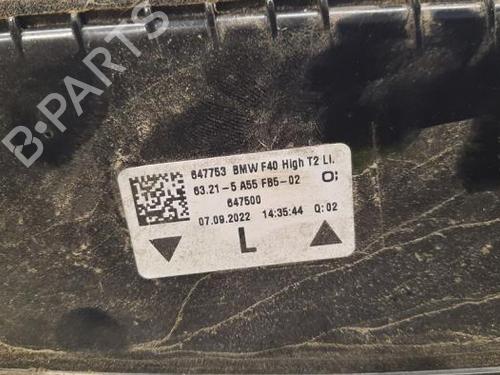 B-PARTS
647753 BMW F40 High T2 LI.
63.21-5 A55 FB5-02 O:
647500
07.09.2022 14:35:44 Q: 02
L